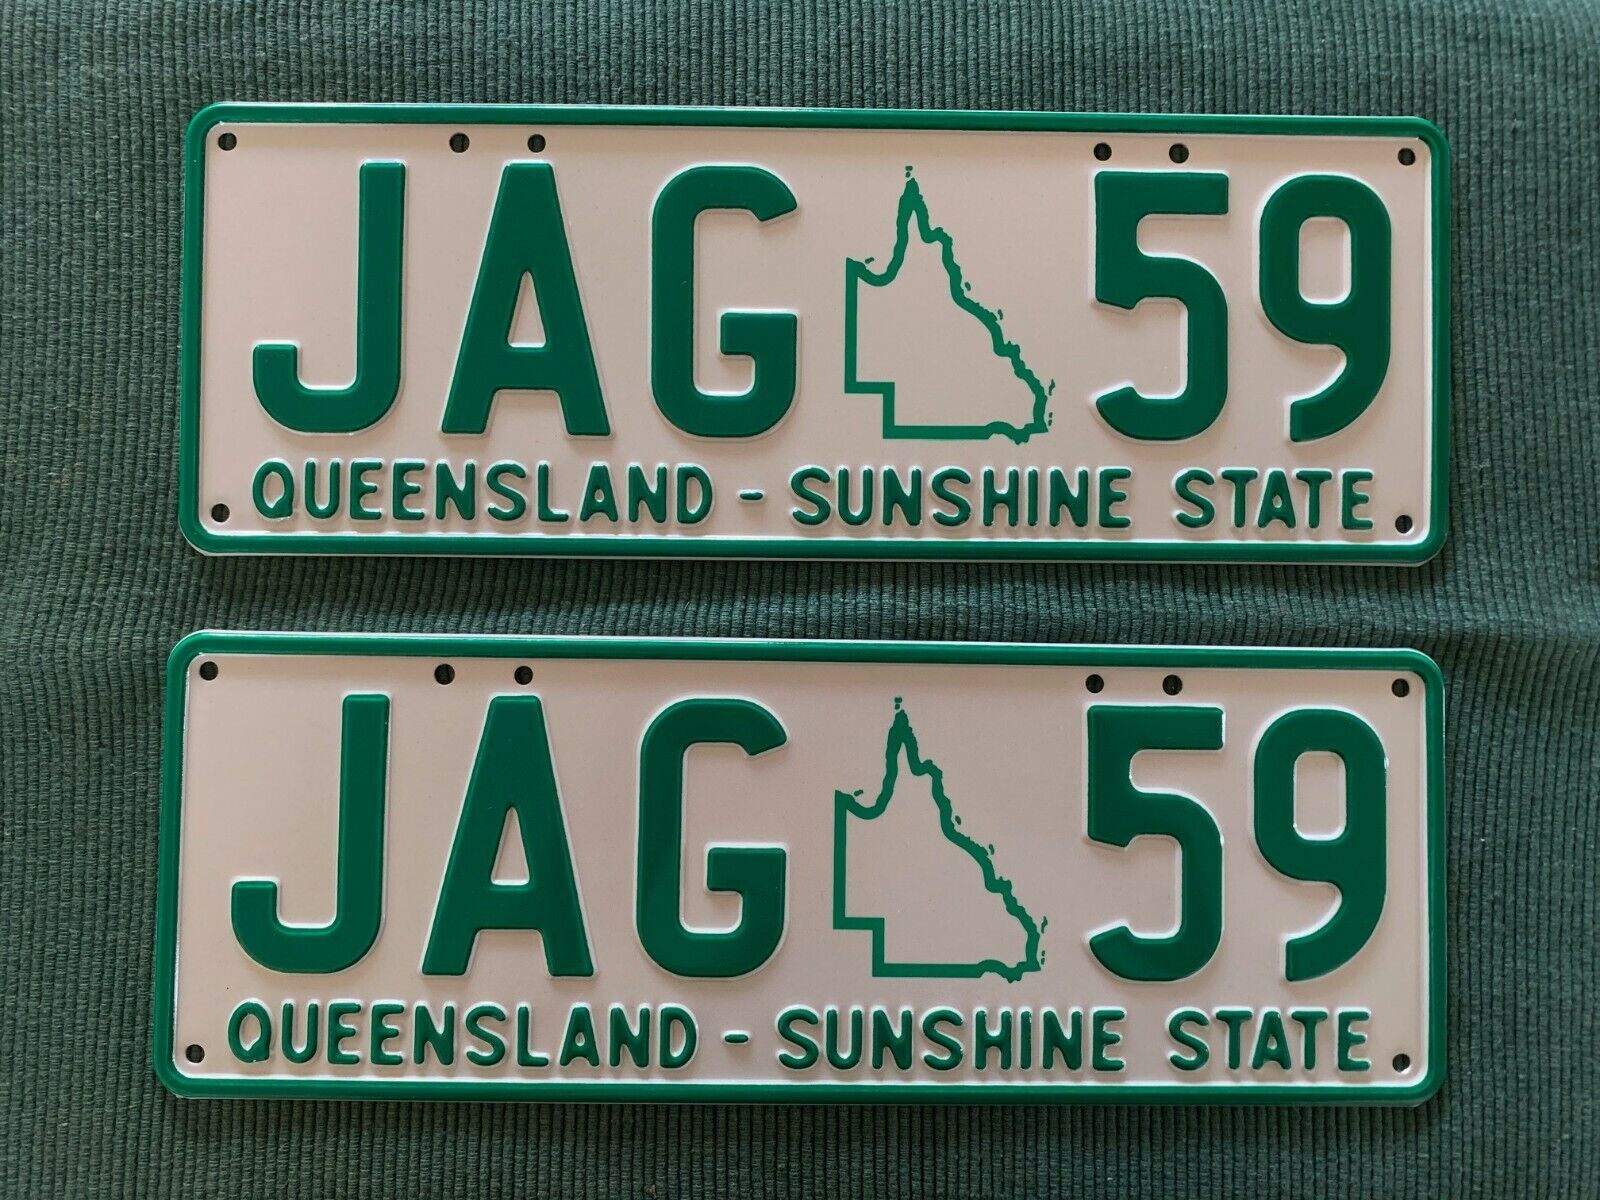 JAG 59
QUEENSLAND - SUNSHINE STATE
JAG 59
QUEENSLAND - SUNSHINE STATE